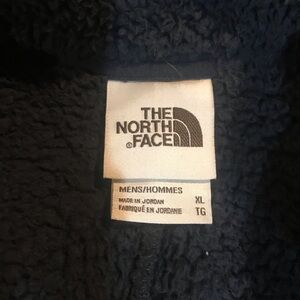 THE
NORTH
FACE
MENS/HOMMES
MADE IN JORDAN XL
FABRIQUÉ EN JORDANIE TG